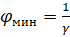 φмин = 1/γ